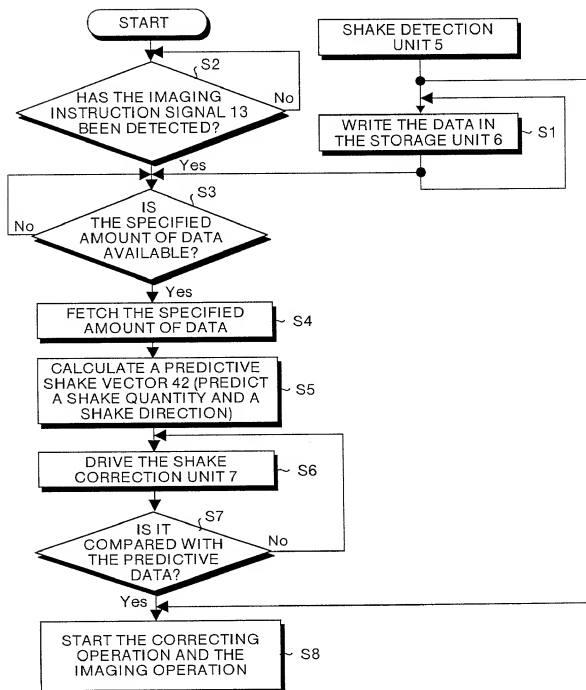 START
SHAKE DETECTION
UNIT 5
S2
HAS THE IMAGING
INSTRUCTION SIGNAL 13
BEEN DETECTED?
No
WRITE THE DATA IN
THE STORAGE UNIT 6
S1
Yes
S3
IS
THE SPECIFIED
AMOUNT OF DATA
AVAILABLE?
No
Yes
FETCH THE SPECIFIED
AMOUNT OF DATA
S4
CALCULATE A PREDICTIVE
SHAKE VECTOR 42 (PREDICT
A SHAKE QUANTITY AND A
SHAKE DIRECTION)
S5
DRIVE THE SHAKE
CORRECTION UNIT 7
S6
S7
IS IT
COMPARED WITH
THE PREDICTIVE
DATA?
No
Yes
START THE CORRECTING
OPERATION AND THE
IMAGING OPERATION
S8